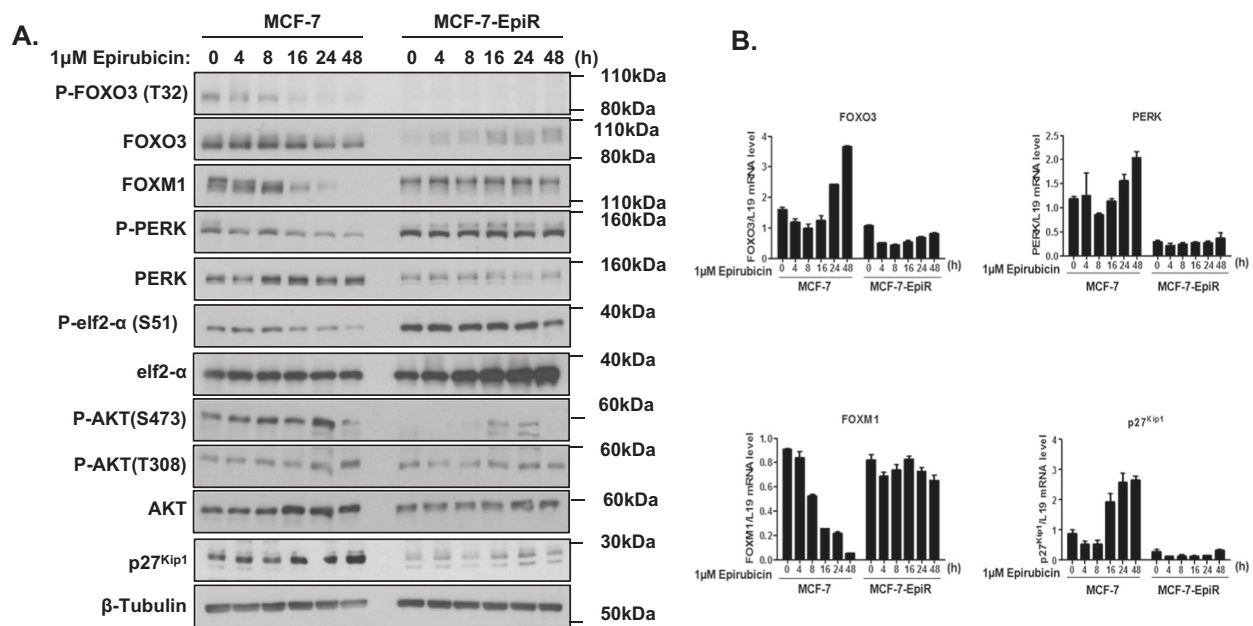 A.
MCF-7 MCF-7-EpiR
1µM Epirubicin: 0 4 8 16 24 48 0 4 8 16 24 48 (h)
P-FOXO3 (T32) 110kDa
80kDa
FOXO3 110kDa
80kDa
FOXM1
110kDa
P-PERK 160kDa
PERK 160kDa
P-elf2-α (S51) 40kDa
elf2-α 40kDa
P-AKT(S473) 60kDa
P-AKT(T308) 60kDa
AKT 60kDa
p27Kip1 30kDa
β-Tubulin
50kDa
B.
FOXO3
FOXO3/L19 mRNA level
4
3
2
1
0
0 4 8 16 24 48 0 4 8 16 24 48 (h)
1µM Epirubicin
MCF-7 MCF-7-EpiR
PERK
PERK/L19 mRNA level
2.5
2.0
1.5
1.0
0.5
0.0
0 4 8 16 24 48 0 4 8 16 24 48 (h)
1µM Epirubicin
MCF-7 MCF-7-EpiR
FOXM1
FOXM1/L19 mRNA level
1.0
0.8
0.6
0.4
0.2
0.0
0 4 8 16 24 48 0 4 8 16 24 48 (h)
1µM Epirubicin
MCF-7 MCF-7-EpiR
p27Kip1
p27Kip1/L19 mRNA level
4
3
2
1
0
0 4 8 16 24 48 0 4 8 16 24 48 (h)
1µM Epirubicin
MCF-7 MCF-7-EpiR